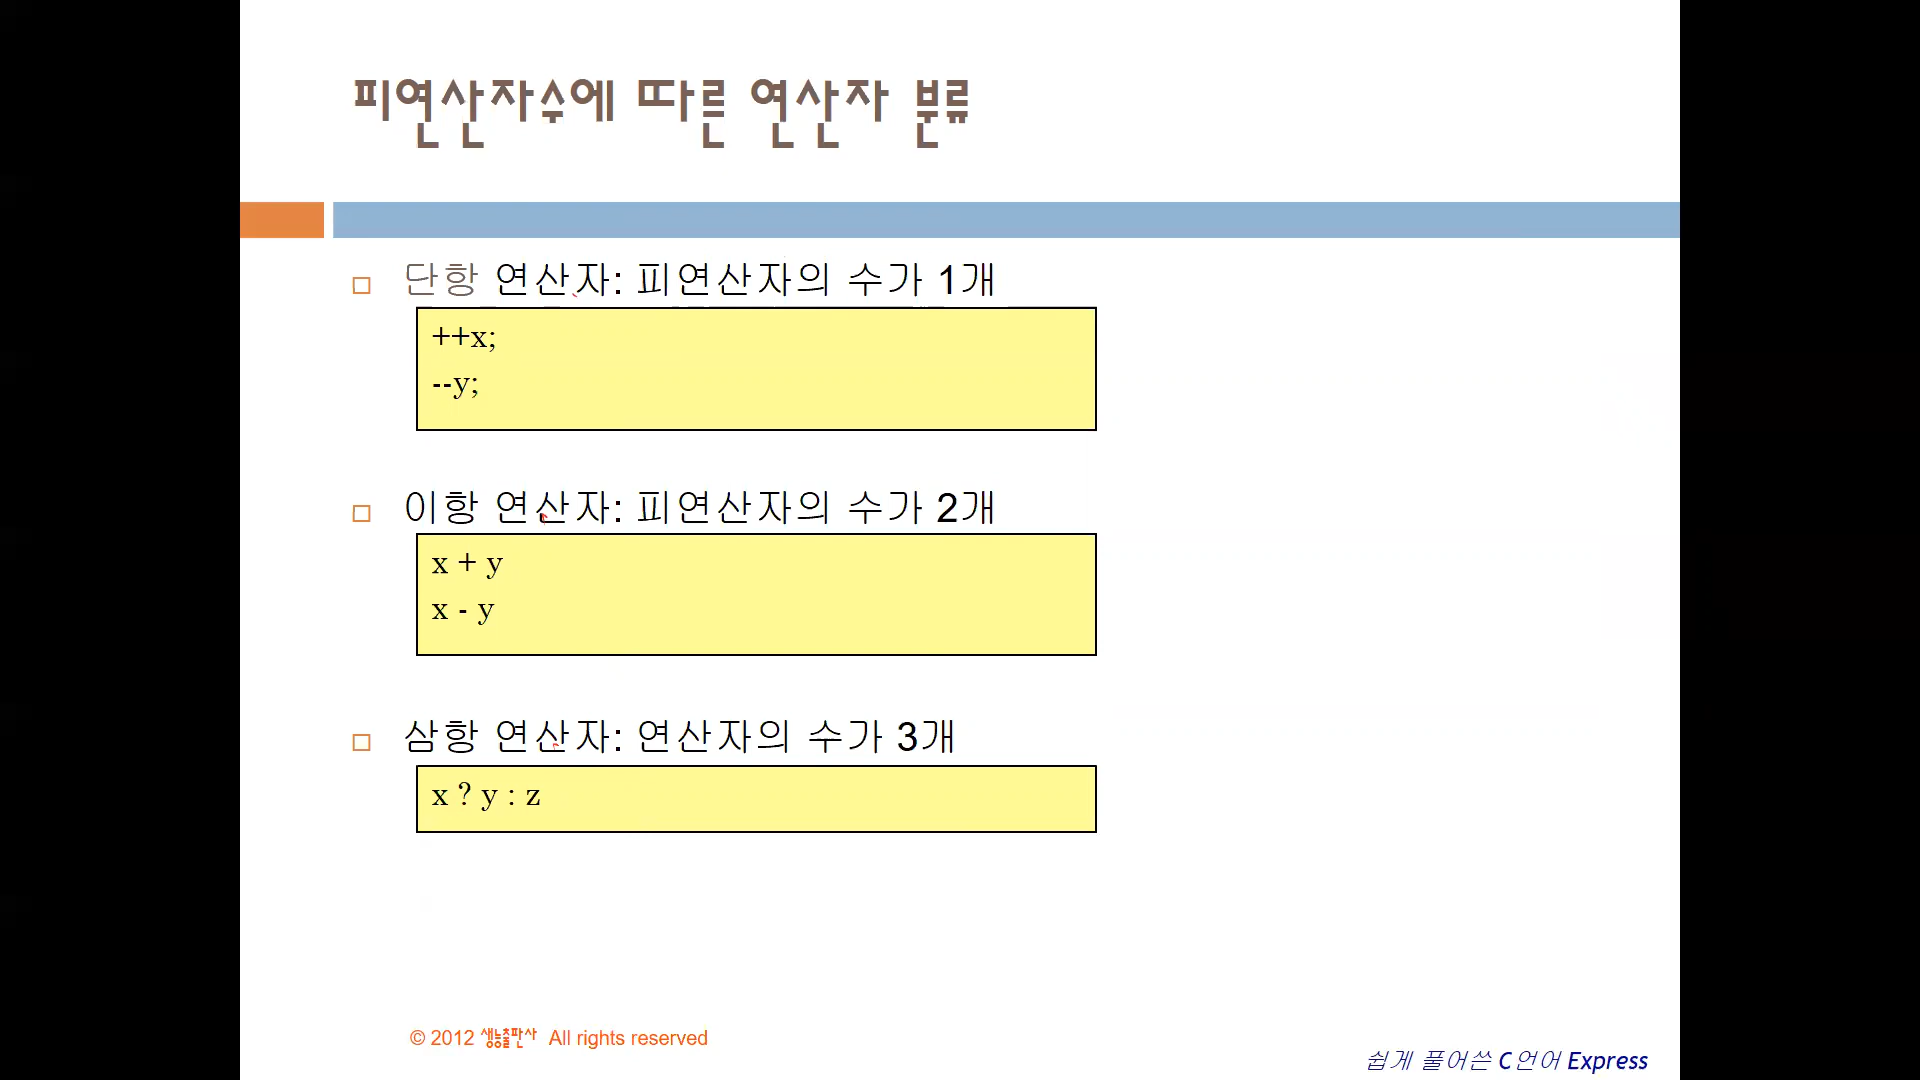 피연산자수에 따른 연산자 분류
단항 연산자: 피연산자의 수가 1개
++x;
--y;
이항 연산자: 피연산자의 수가 2개
x + y
x - y
삼항 연산자: 연산자의 수가 3개
x ? y : z
© 2012 생능출판사 All rights reserved
쉽게 풀어쓴 C언어 Express